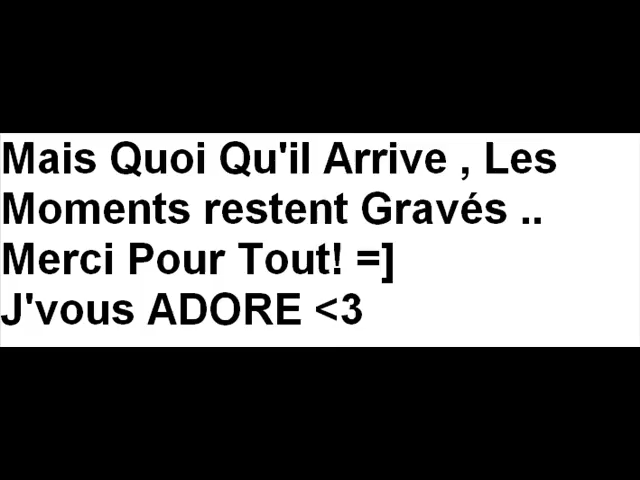 Mais Quoi Qu'il Arrive , Les
Moments restent Gravés ..
Merci Pour Tout! =]
J'vous ADORE <3